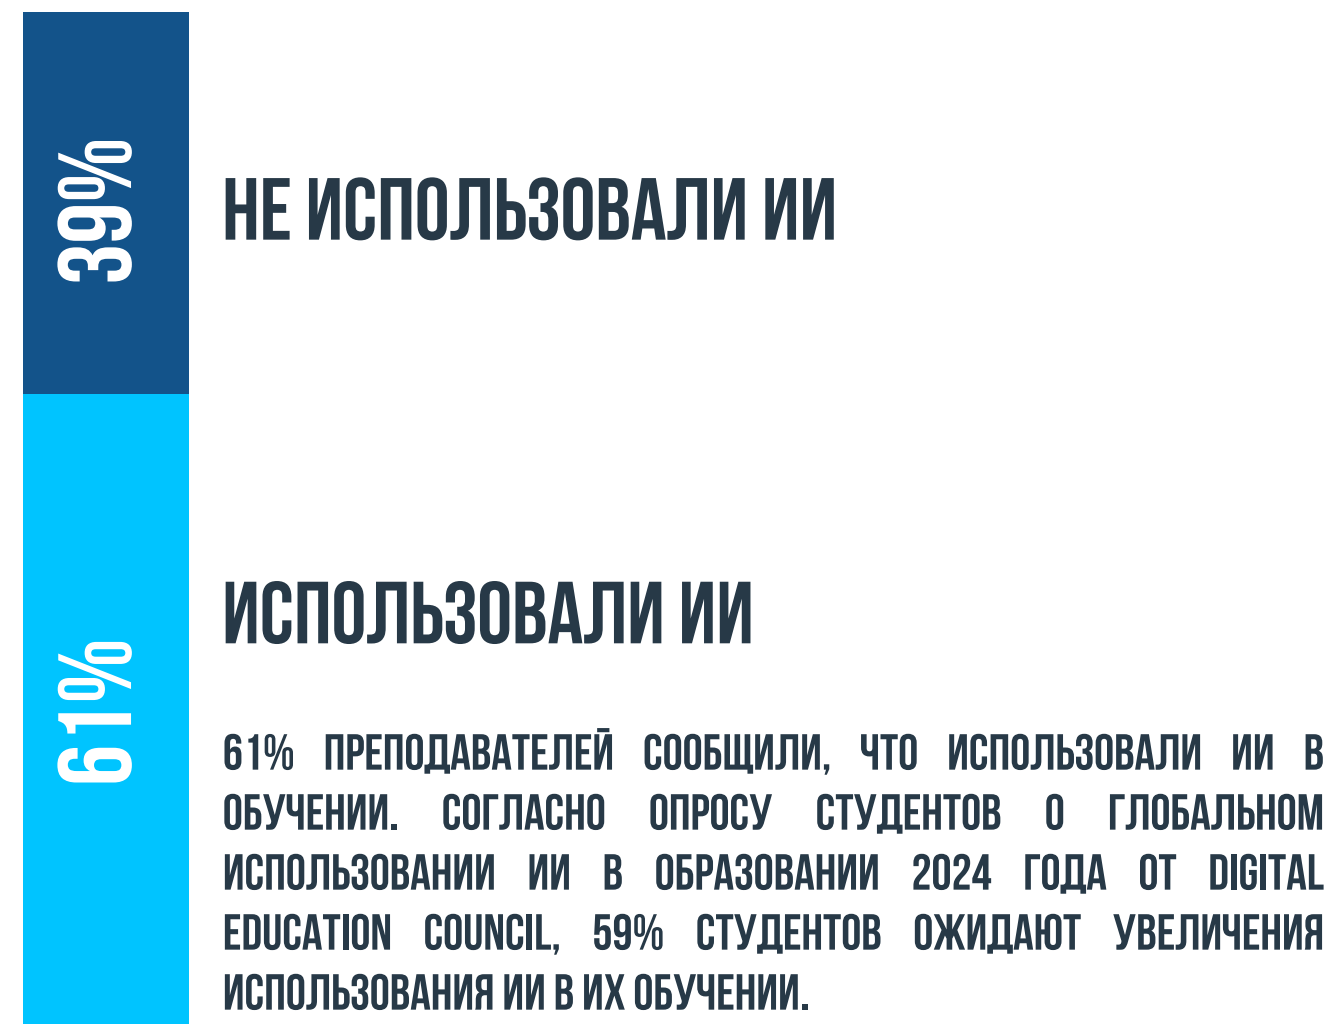 39%
НЕ ИСПОЛЬЗОВАЛИ ИИ
61%
ИСПОЛЬЗОВАЛИ ИИ
61% ПРЕПОДАВАТЕЛЕЙ СООБЩИЛИ, ЧТО ИСПОЛЬЗОВАЛИ ИИ В
ОБУЧЕНИИ. СОГЛАСНО ОПРОСУ СТУДЕНТОВ О ГЛОБАЛЬНОМ
ИСПОЛЬЗОВАНИИ ИИ В ОБРАЗОВАНИИ 2024 ГОДА ОТ DIGITAL
EDUCATION COUNCIL, 59% СТУДЕНТОВ ОЖИДАЮТ УВЕЛИЧЕНИЯ
ИСПОЛЬЗОВАНИЯ ИИ В ИХ ОБУЧЕНИИ.